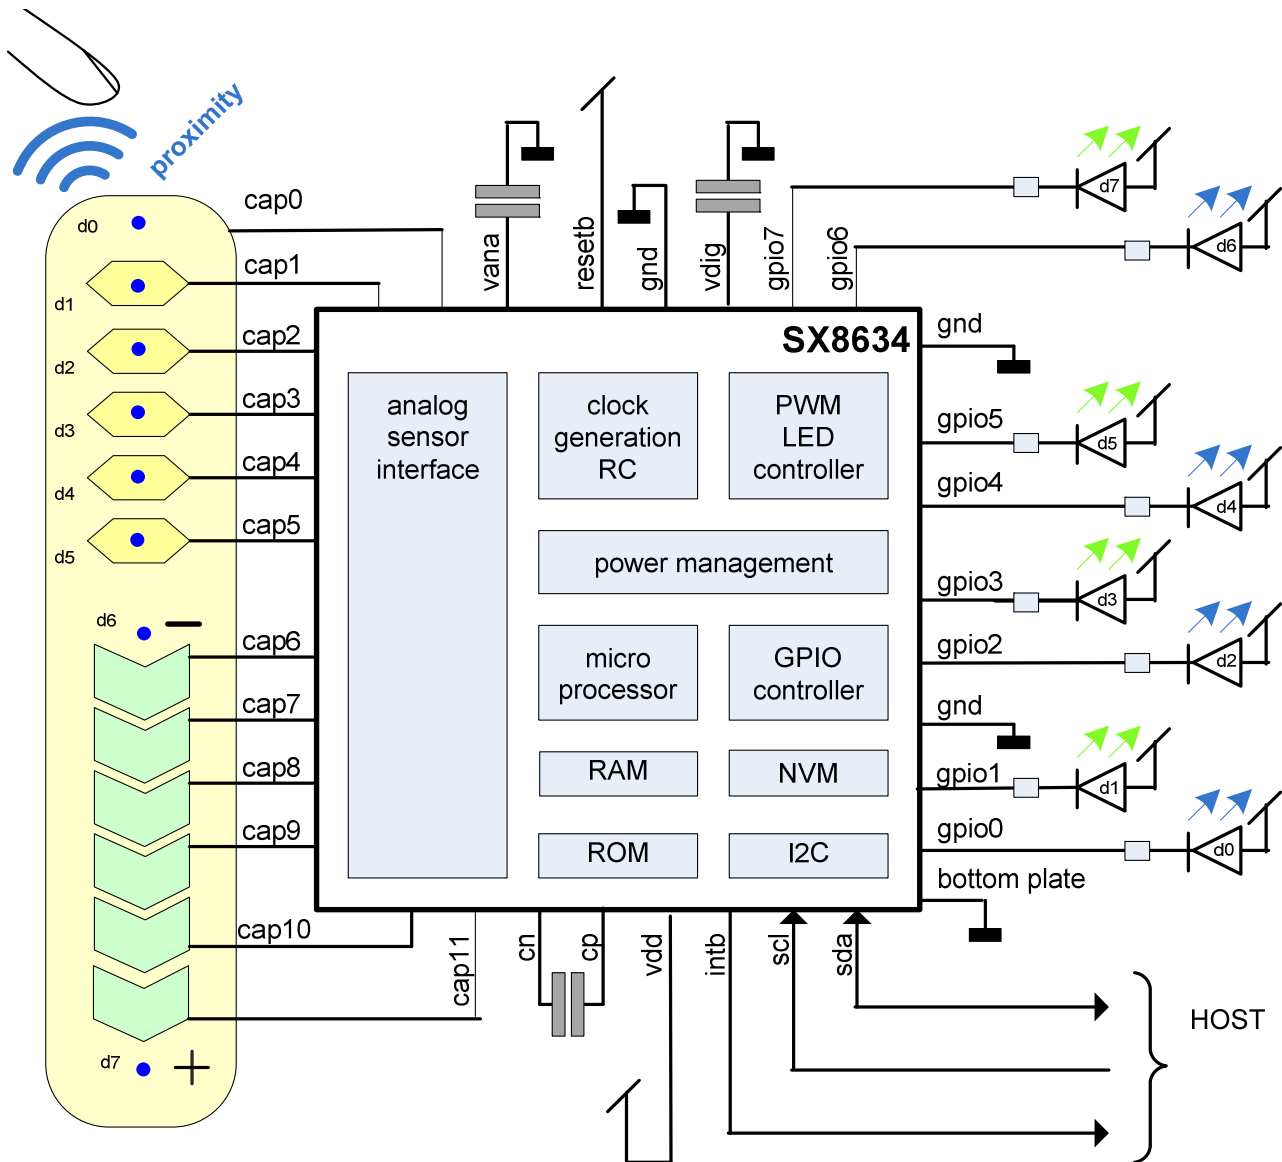 proximity
d0
cap0
d1
cap1
d2
cap2
d3
cap3
d4
cap4
d5
cap5
d6
cap6
cap7
cap8
cap9
cap10
cap11
d7
vana
resetb
gnd
vdig
gpio7
gpio6
SX8634
analog
sensor
interface
clock
generation
RC
PWM
LED
controller
power management
micro
processor
GPIO
controller
RAM
NVM
ROM
I2C
d7
d6
gnd
gpio5
d5
gpio4
d4
gpio3
d3
gpio2
d2
gnd
gpio1
d1
gpio0
d0
bottom plate
cn
cp
vdd
intb
scl
sda
HOST